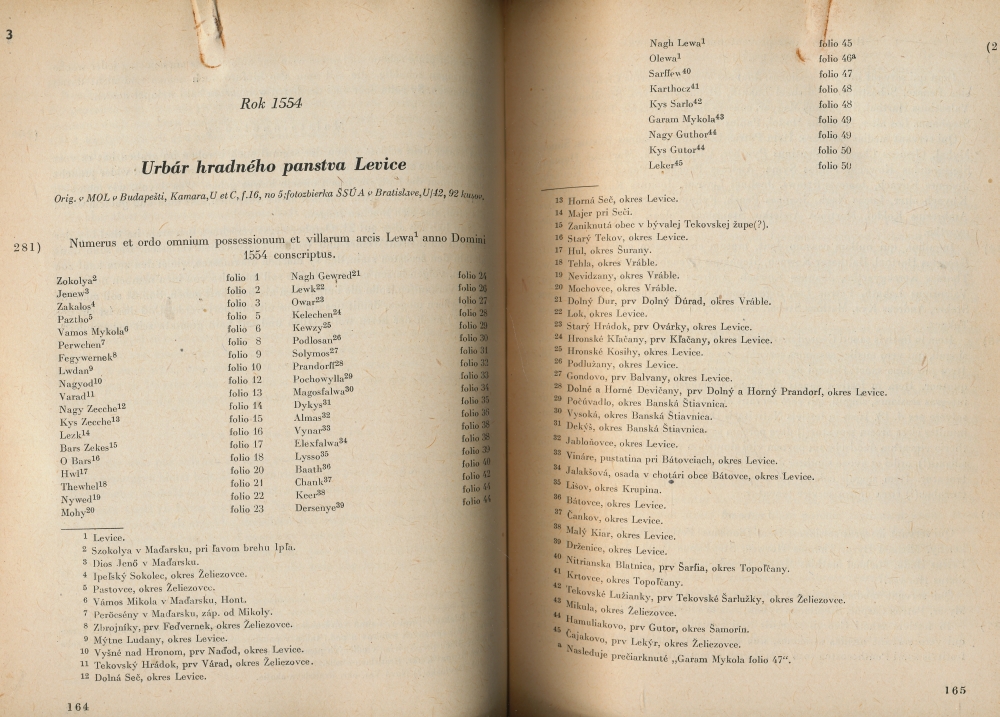 3
Rok 1554
Urbár hradného panstva Levice
Orig. v MOL v Budapešti, Kamara, U et C, f. 16, no 5; fotozbierka ŠSÚA v Bratislave, U/42, 92 kusov.
281) Numerus et ordo omnium possessionum et villarum arcis Lewa¹ anno Domini
1554 conscriptus.
Zokolya² folio 1
Jenew³ folio 2
Zakalos⁴ folio 3
Paztho⁵ folio 5
Vamos Mykola⁶ folio 6
Perwchen⁷ folio 8
Fegywernek⁸ folio 9
Lwdan⁹ folio 10
Nagyod¹⁰ folio 12
Varad¹¹ folio 13
Nagy Zecche¹² folio 14
Kys Zecche¹³ folio 15
Lezk¹⁴ folio 16
Bars Zekes¹⁵ folio 17
O Bars¹⁶ folio 18
Hwl¹⁷ folio 20
Thewhel¹⁸ folio 21
Nywed¹⁹ folio 22
Mohy²⁰ folio 23
Nagh Gewred²¹ folio 24
Lewk²² folio 26
Owar²³ folio 27
Kelechen²⁴ folio 28
Kewzy²⁵ folio 29
Podlosan²⁶ folio 30
Solymos²⁷ folio 31
Prandorff²⁸ folio 32
Pochowylla²⁹ folio 33
Magosfalwa³⁰ folio 34
Dykys³¹ folio 35
Almas³² folio 36
Vynar³³ folio 38
Elexfalwa³⁴ folio 38
Lysso³⁵ folio 39
Baath³⁶ folio 40
Chank³⁷ folio 42
Keer³⁸ folio 44
Dersenye³⁹ folio 44
¹ Levice.
² Szokolya v Maďarsku, pri ľavom brehu Ipľa.
³ Dios Jenő v Maďarsku.
⁴ Ipeľský Sokolec, okres Želiezovce.
⁵ Pastovce, okres Želiezovce.
⁶ Vámos Mikola v Maďarsku, Hont.
⁷ Peröcsény v Maďarsku, záp. od Mikoly.
⁸ Zbrojníky, prv Feďvernek, okres Želiezovce.
⁹ Mýtne Ludany, okres Levice.
¹⁰ Vyšné nad Hronom, prv Naďod, okres Levice.
¹¹ Tekovský Hrádok, prv Várad, okres Želiezovce.
¹² Dolná Seč, okres Levice.
164
(2
Nagh Lewa¹ folio 45
Olewa¹ folio 46ª
Sarffew⁴⁰ folio 47
Karthocz⁴¹ folio 48
Kys Sarlo⁴² folio 48
Garam Mykola⁴³ folio 49
Nagy Guthor⁴⁴ folio 49
Kys Gutor⁴⁴ folio 50
Leker⁴⁵ folio 50
¹³ Horná Seč, okres Levice.
¹⁴ Majer pri Seči.
¹⁵ Zaniknutá obec v bývalej Tekovskej župe(?).
¹⁶ Starý Tekov, okres Levice.
¹⁷ Hul, okres Šurany.
¹⁸ Tehla, okres Vráble.
¹⁹ Nevidzany, okres Vráble.
²⁰ Mochovce, okres Vráble.
²¹ Dolný Ďur, prv Dolný Ďúrad, okres Vráble.
²² Lok, okres Levice.
²³ Starý Hrádok, prv Ovárky, okres Levice.
²⁴ Hronské Kľačany, prv Kľačany, okres Levice.
²⁵ Hronské Kosihy, okres Levice.
²⁶ Podlužany, okres Levice.
²⁷ Gondovo, prv Balvany, okres Levice.
²⁸ Dolné a Horné Devičany, prv Dolný a Horný Prandorf, okres Levice.
²⁹ Počúvadlo, okres Banská Štiavnica.
³⁰ Vysoká, okres Banská Štiavnica.
³¹ Dekýš, okres Banská Štiavnica.
³² Jabloňovce, okres Levice.
³³ Vináre, pustatina pri Bátovciach, okres Levice.
³⁴ Jalakšová, osada v chotári obce Bátovce, okres Levice.
³⁵ Lišov, okres Krupina.
³⁶ Bátovce, okres Levice.
³⁷ Čankov, okres Levice.
³⁸ Malý Kiar, okres Levice.
³⁹ Drženice, okres Levice.
⁴⁰ Nitrianska Blatnica, prv Šarfia, okres Topoľčany.
⁴¹ Krtovce, okres Topoľčany.
⁴² Tekovské Lužianky, prv Tekovské Šarlužky, okres Želiezovce.
⁴³ Mikula, okres Želiezovce.
⁴⁴ Hamuliakovo, prv Gutor, okres Šamorín.
⁴⁵ Čajakovo, prv Lekýr, okres Želiezovce.
ª Nasleduje prečiarknuté „Garam Mykola folio 47“.
165